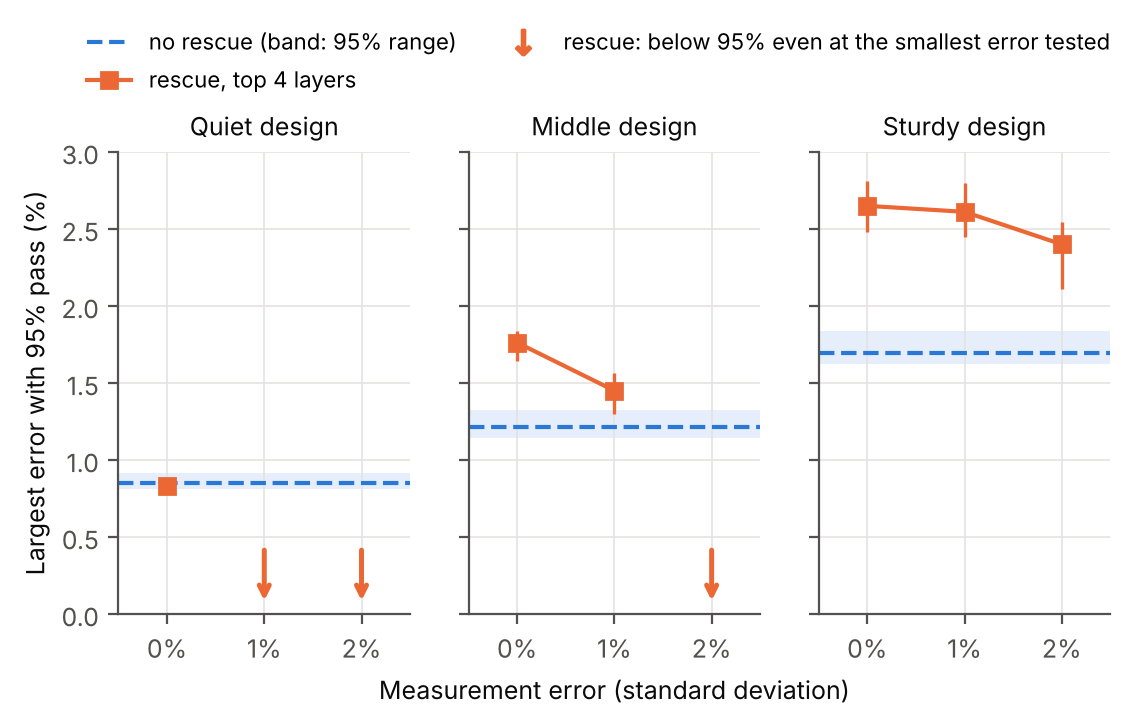 no rescue (band: 95% range)
rescue: below 95% even at the smallest error tested
rescue, top 4 layers
Quiet design
Middle design
Sturdy design
Largest error with 95% pass (%)
3.0
2.5
2.0
1.5
1.0
0.5
0.0
0% 1% 2%
0% 1% 2%
0% 1% 2%
Measurement error (standard deviation)